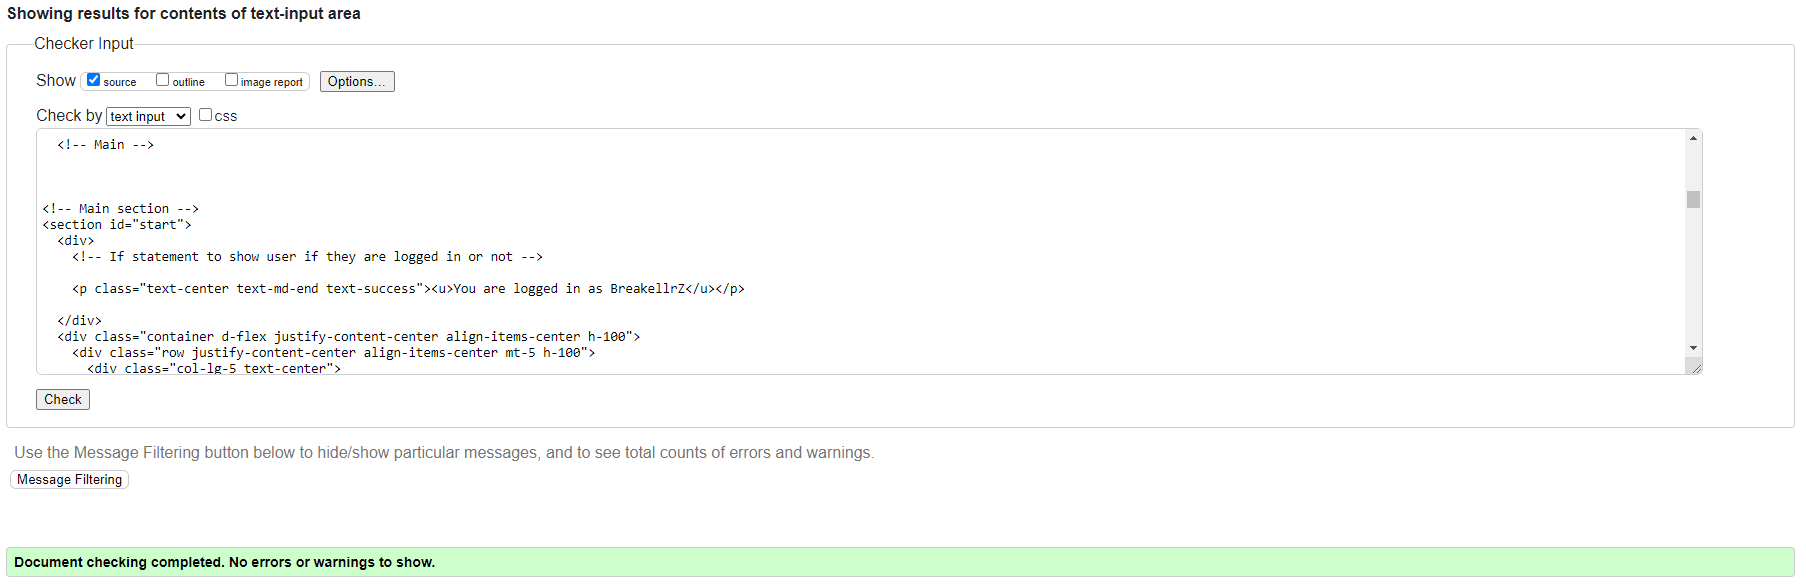 Showing results for contents of text-input area
Checker Input
Show source outline image report Options...
Check by text input css
<!-- Main -->
<!-- Main section -->
<section id="start">
<div>
<!-- If statement to show user if they are logged in or not -->
<p class="text-center text-md-end text-success"><u>You are logged in as BreakellrZ</u></p>
</div>
<div class="container d-flex justify-content-center align-items-center h-100">
<div class="row justify-content-center align-items-center mt-5 h-100">
<div class="col-lg-5 text-center">
Check
Use the Message Filtering button below to hide/show particular messages, and to see total counts of errors and warnings.
Message Filtering
Document checking completed. No errors or warnings to show.